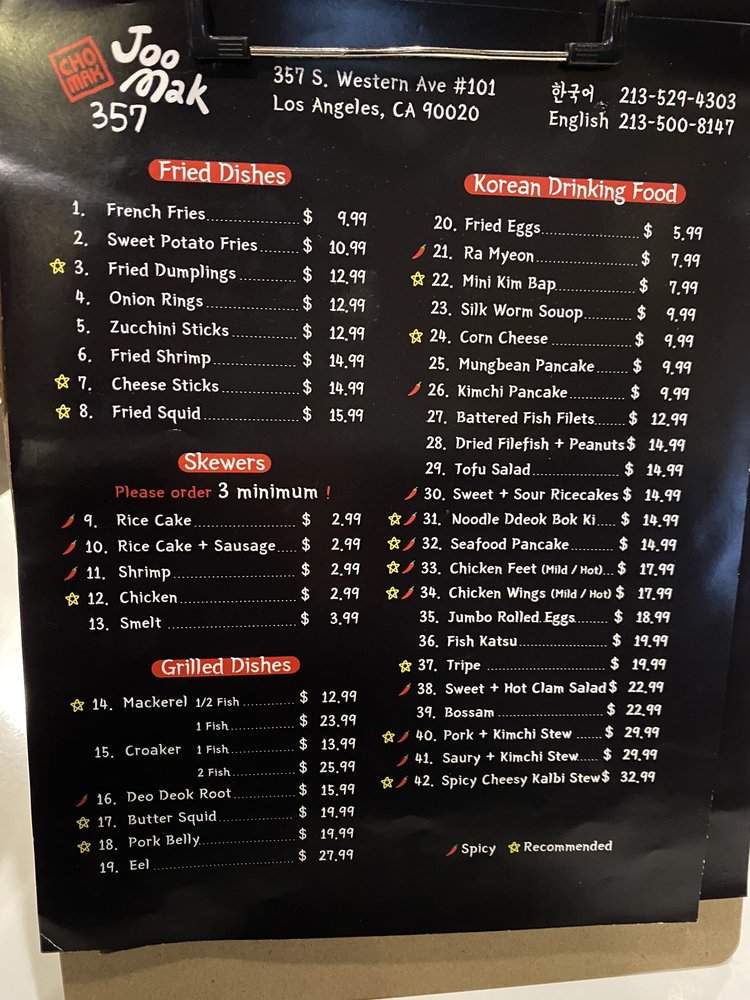 CHO
MAK
Joo
Mak
357
357 S. Western Ave #101
Los Angeles, CA 90020
한국어 213-529-4303
English 213-500-8147
Fried Dishes
1. French Fries $ 9.99
2. Sweet Potato Fries $ 10.99
3. Fried Dumplings $ 12.99
4. Onion Rings $ 12.99
5. Zucchini Sticks $ 12.99
6. Fried Shrimp $ 14.99
7. Cheese Sticks $ 14.99
8. Fried Squid $ 15.99
Skewers
Please order 3 minimum !
9. Rice Cake $ 2.99
10. Rice Cake + Sausage $ 2.99
11. Shrimp $ 2.99
12. Chicken $ 2.99
13. Smelt $ 3.99
Grilled Dishes
14. Mackerel 1/2 Fish $ 12.99
1 Fish $ 23.99
15. Croaker 1 Fish $ 13.99
2 Fish $ 25.99
16. Deo Deok Root $ 15.99
17. Butter Squid $ 19.99
18. Pork Belly $ 19.99
19. Eel $ 27.99
Korean Drinking Food
20. Fried Eggs $ 5.99
21. Ra Myeon $ 7.99
22. Mini Kim Bap $ 7.99
23. Silk Worm Souop $ 9.99
24. Corn Cheese $ 9.99
25. Mungbean Pancake $ 9.99
26. Kimchi Pancake $ 9.99
27. Battered Fish Filets $ 12.99
28. Dried Filefish + Peanuts $ 14.99
29. Tofu Salad $ 14.99
30. Sweet + Sour Ricecakes $ 14.99
31. Noodle Ddeok Bok Ki $ 14.99
32. Seafood Pancake $ 14.99
33. Chicken Feet (Mild / Hot) $ 17.99
34. Chicken Wings (Mild / Hot) $ 17.99
35. Jumbo Rolled Eggs $ 18.99
36. Fish Katsu $ 19.99
37. Tripe $ 19.99
38. Sweet + Hot Clam Salad $ 22.99
39. Bossam $ 22.99
40. Pork + Kimchi Stew $ 29.99
41. Saury + Kimchi Stew $ 29.99
42. Spicy Cheesy Kalbi Stew $ 32.99
Spicy Recommended